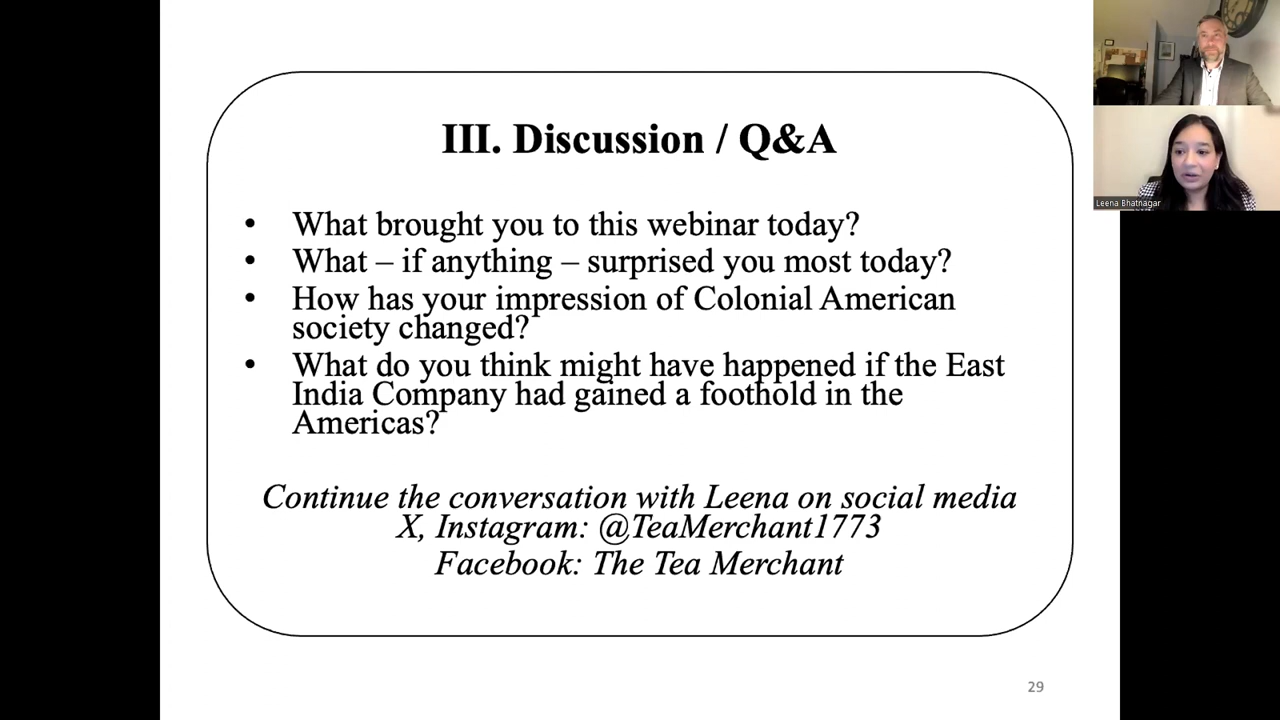 III. Discussion / Q&A
• What brought you to this webinar today?
• What – if anything – surprised you most today?
• How has your impression of Colonial American
society changed?
• What do you think might have happened if the East
India Company had gained a foothold in the
Americas?
Continue the conversation with Leena on social media
X, Instagram: @TeaMerchant1773
Facebook: The Tea Merchant
29
Leena Bhatnagar